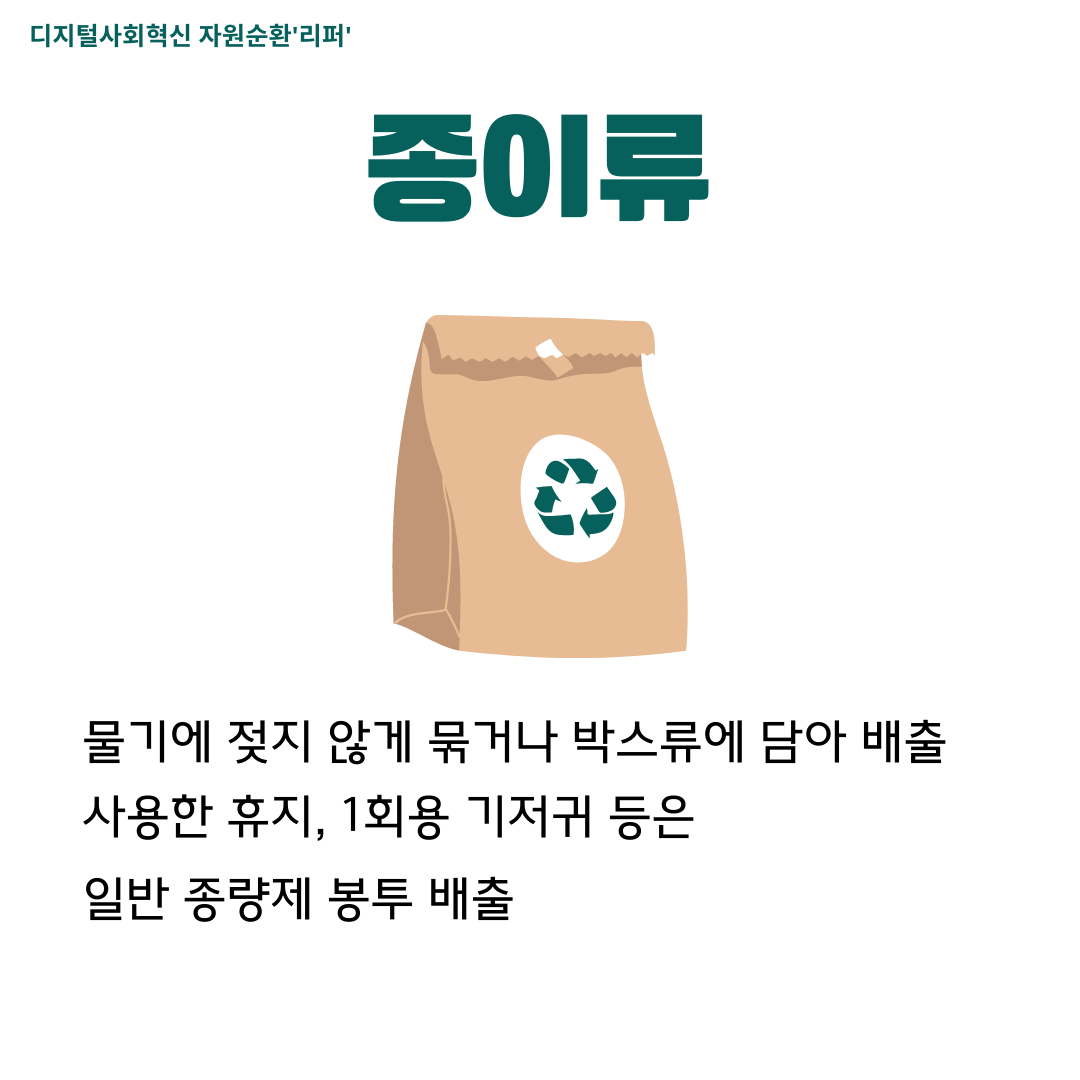 디지털사회혁신 자원순환'리퍼'
종이류
물기에 젖지 않게 묶거나 박스류에 담아 배출
사용한 휴지, 1회용 기저귀 등은
일반 종량제 봉투 배출